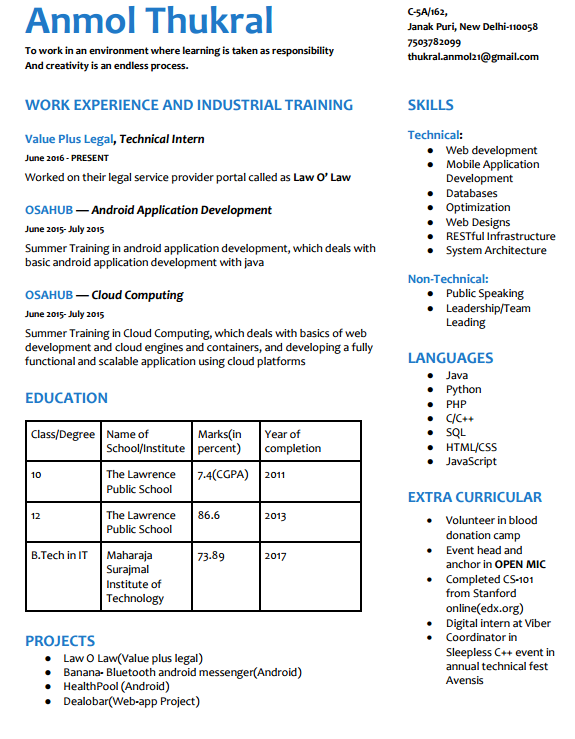 Anmol Thukral
To work in an environment where learning is taken as responsibility
And creativity is an endless process.
C-5A/162,
Janak Puri, New Delhi-110058
7503782099
thukral.anmol21@gmail.com
WORK EXPERIENCE AND INDUSTRIAL TRAINING
Value Plus Legal, Technical Intern
June 2016 - PRESENT
Worked on their legal service provider portal called as Law O' Law
OSAHUB — Android Application Development
June 2015- July 2015
Summer Training in android application development, which deals with
basic android application development with java
OSAHUB — Cloud Computing
June 2015- July 2015
Summer Training in Cloud Computing, which deals with basics of web
development and cloud engines and containers, and developing a fully
functional and scalable application using cloud platforms
EDUCATION
Class/Degree Name of School/Institute Marks(in percent) Year of completion
10 The Lawrence Public School 7.4(CGPA) 2011
12 The Lawrence Public School 86.6 2013
B.Tech in IT Maharaja Surajmal Institute of Technology 73.89 2017
PROJECTS
● Law O Law(Value plus legal)
● Banana- Bluetooth android messenger(Android)
● HealthPool (Android)
● Dealobar(Web-app Project)
SKILLS
Technical:
● Web development
● Mobile Application
Development
● Databases
● Optimization
● Web Designs
● RESTful Infrastructure
● System Architecture
Non-Technical:
● Public Speaking
● Leadership/Team
Leading
LANGUAGES
● Java
● Python
● PHP
● C/C++
● SQL
● HTML/CSS
● JavaScript
EXTRA CURRICULAR
● Volunteer in blood
donation camp
● Event head and
anchor in OPEN MIC
● Completed CS-101
from Stanford
online(edx.org)
● Digital intern at Viber
● Coordinator in
Sleepless C++ event in
annual technical fest
Avensis